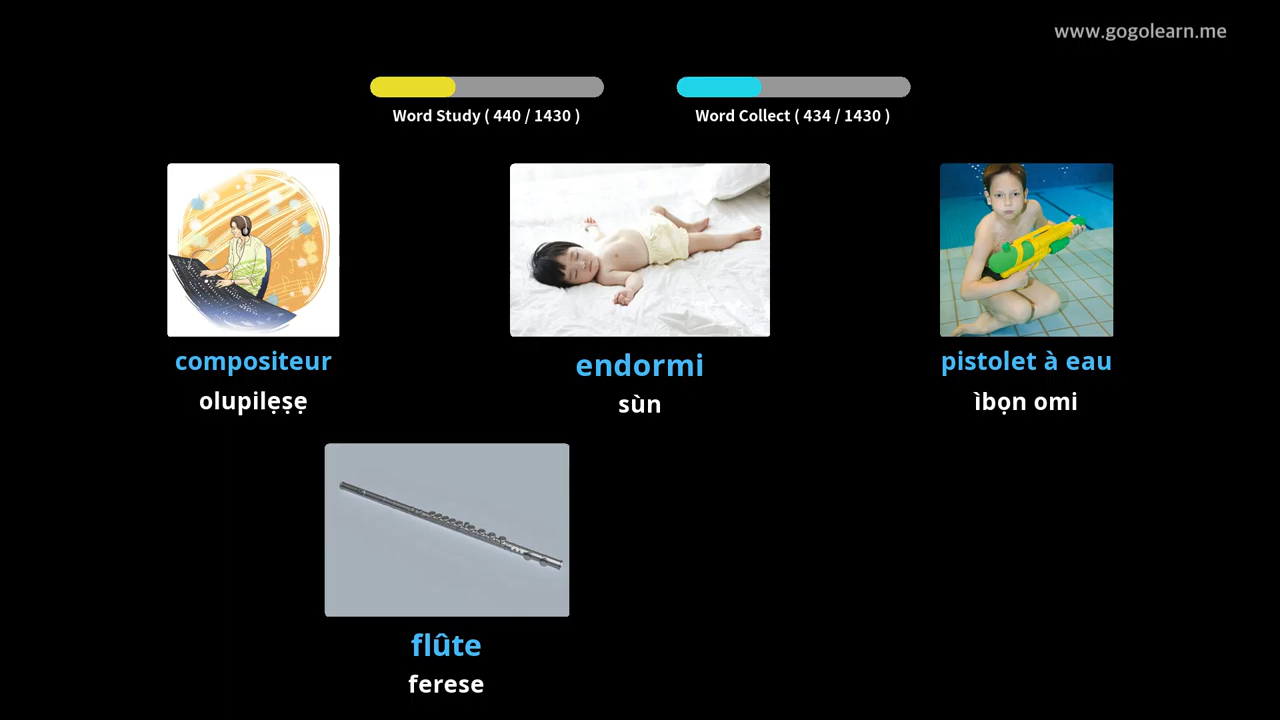 www.gogolearn.me
Word Study ( 440 / 1430 )
Word Collect ( 434 / 1430 )
compositeur
olupilẹṣẹ
endormi
sùn
pistolet à eau
ìbọn omi
flûte
ferese